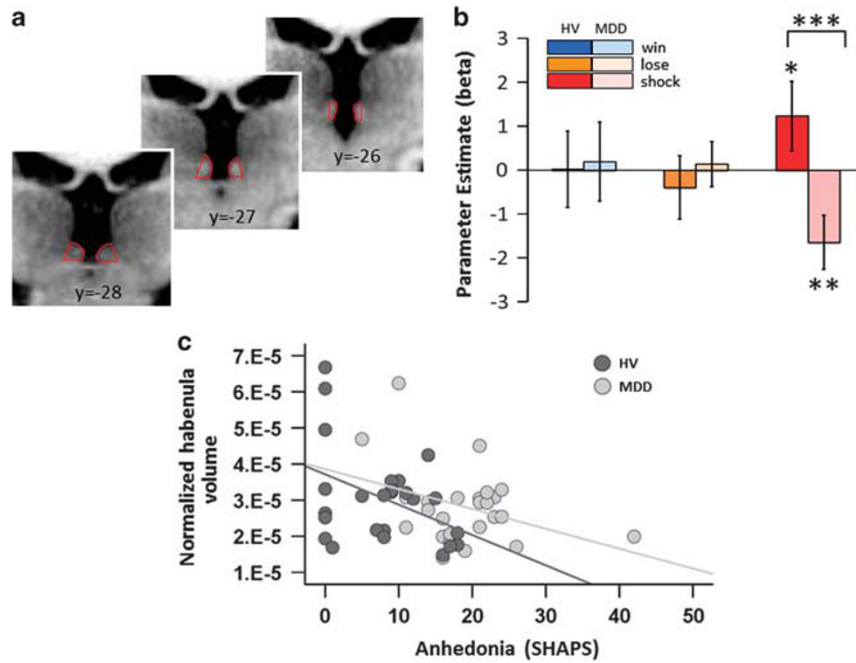 a
y=-26
y=-27
y=-28
b
Parameter Estimate (beta)
3
2
1
0
-1
-2
-3
HV MDD
win
lose
shock
***
*
**
c
Normalized habenula
volume
7.E-5
6.E-5
5.E-5
4.E-5
3.E-5
2.E-5
1.E-5
HV
MDD
0 10 20 30 40 50
Anhedonia (SHAPS)